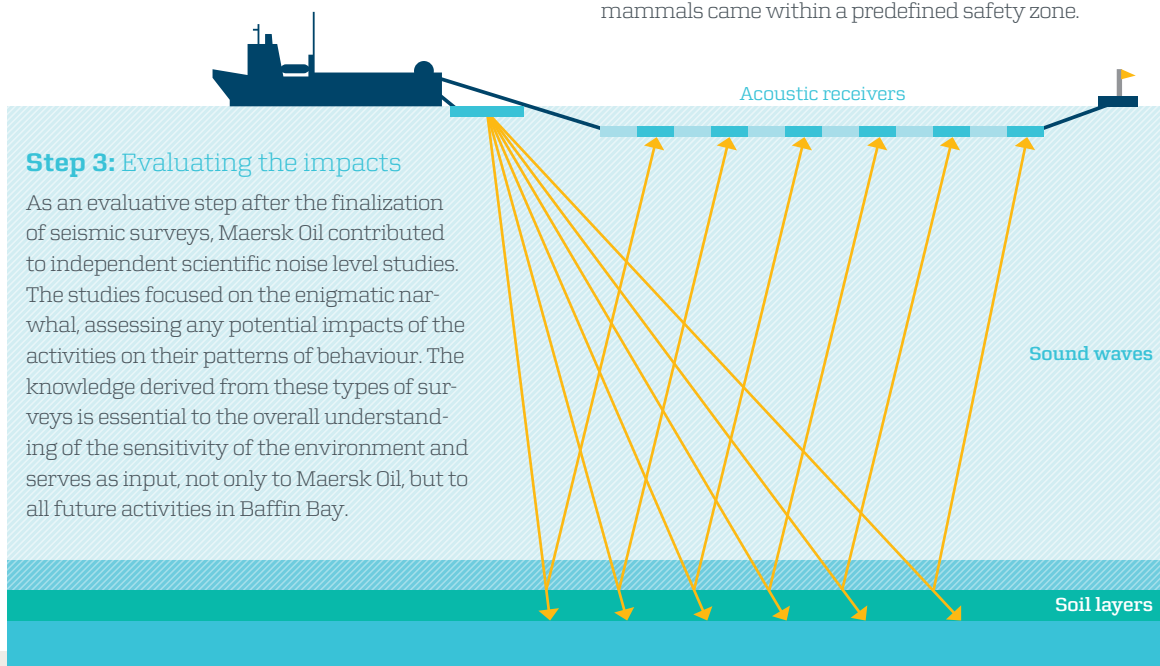 mammals came within a predefined safety zone.
Acoustic receivers
Step 3: Evaluating the impacts
As an evaluative step after the finalization
of seismic surveys, Maersk Oil contributed
to independent scientific noise level studies.
The studies focused on the enigmatic nar-
whal, assessing any potential impacts of the
activities on their patterns of behaviour. The
knowledge derived from these types of sur-
veys is essential to the overall understand-
ing of the sensitivity of the environment and
serves as input, not only to Maersk Oil, but to
all future activities in Baffin Bay.
Sound waves
Soil layers